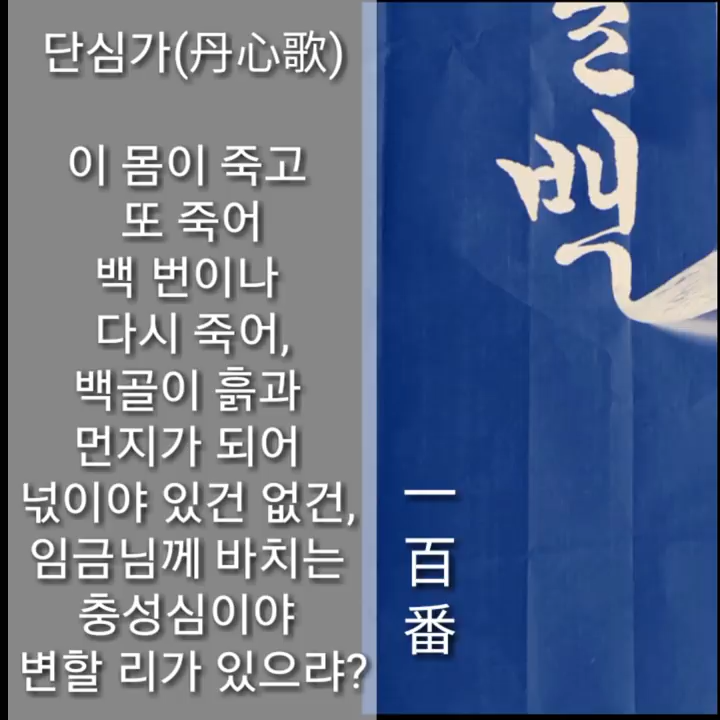 단심가(丹心歌)
이 몸이 죽고
또 죽어
백 번이나
다시 죽어,
백골이 흙과
먼지가 되어
넋이야 있건 없건,
임금님께 바치는
충성심이야
변할 리가 있으랴?
백
一
百
番